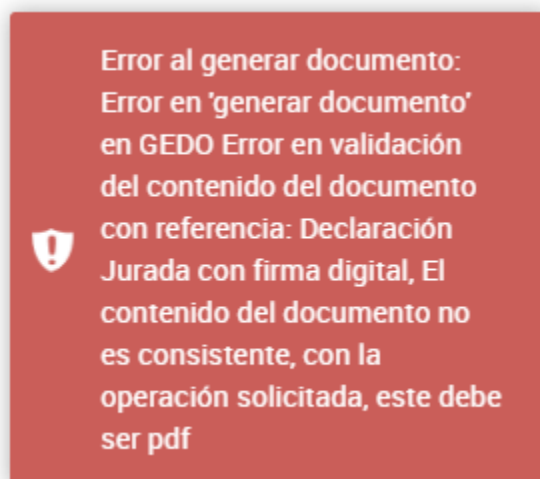 Error al generar documento:
Error en 'generar documento'
en GEDO Error en validación
del contenido del documento
con referencia: Declaración
Jurada con firma digital, El
contenido del documento no
es consistente, con la
operación solicitada, este debe
ser pdf